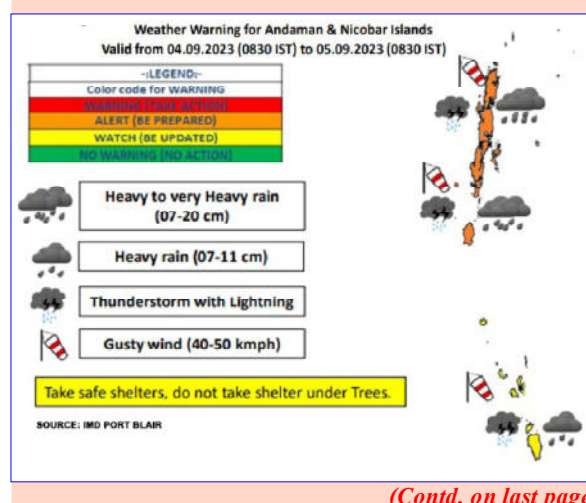 Weather Warning for Andaman & Nicobar Islands
Valid from 04.09.2023 (0830 IST) to 05.09.2023 (0830 IST)
-:LEGEND:-
Color code for WARNING
WARNING (TAKE ACTION)
ALERT (BE PREPARED)
WATCH (BE UPDATED)
NO WARNING (NO ACTION)
Heavy to very Heavy rain
(07-20 cm)
Heavy rain (07-11 cm)
Thunderstorm with Lightning
Gusty wind (40-50 kmph)
Take safe shelters, do not take shelter under Trees.
SOURCE: IMD PORT BLAIR
(Contd. on last page